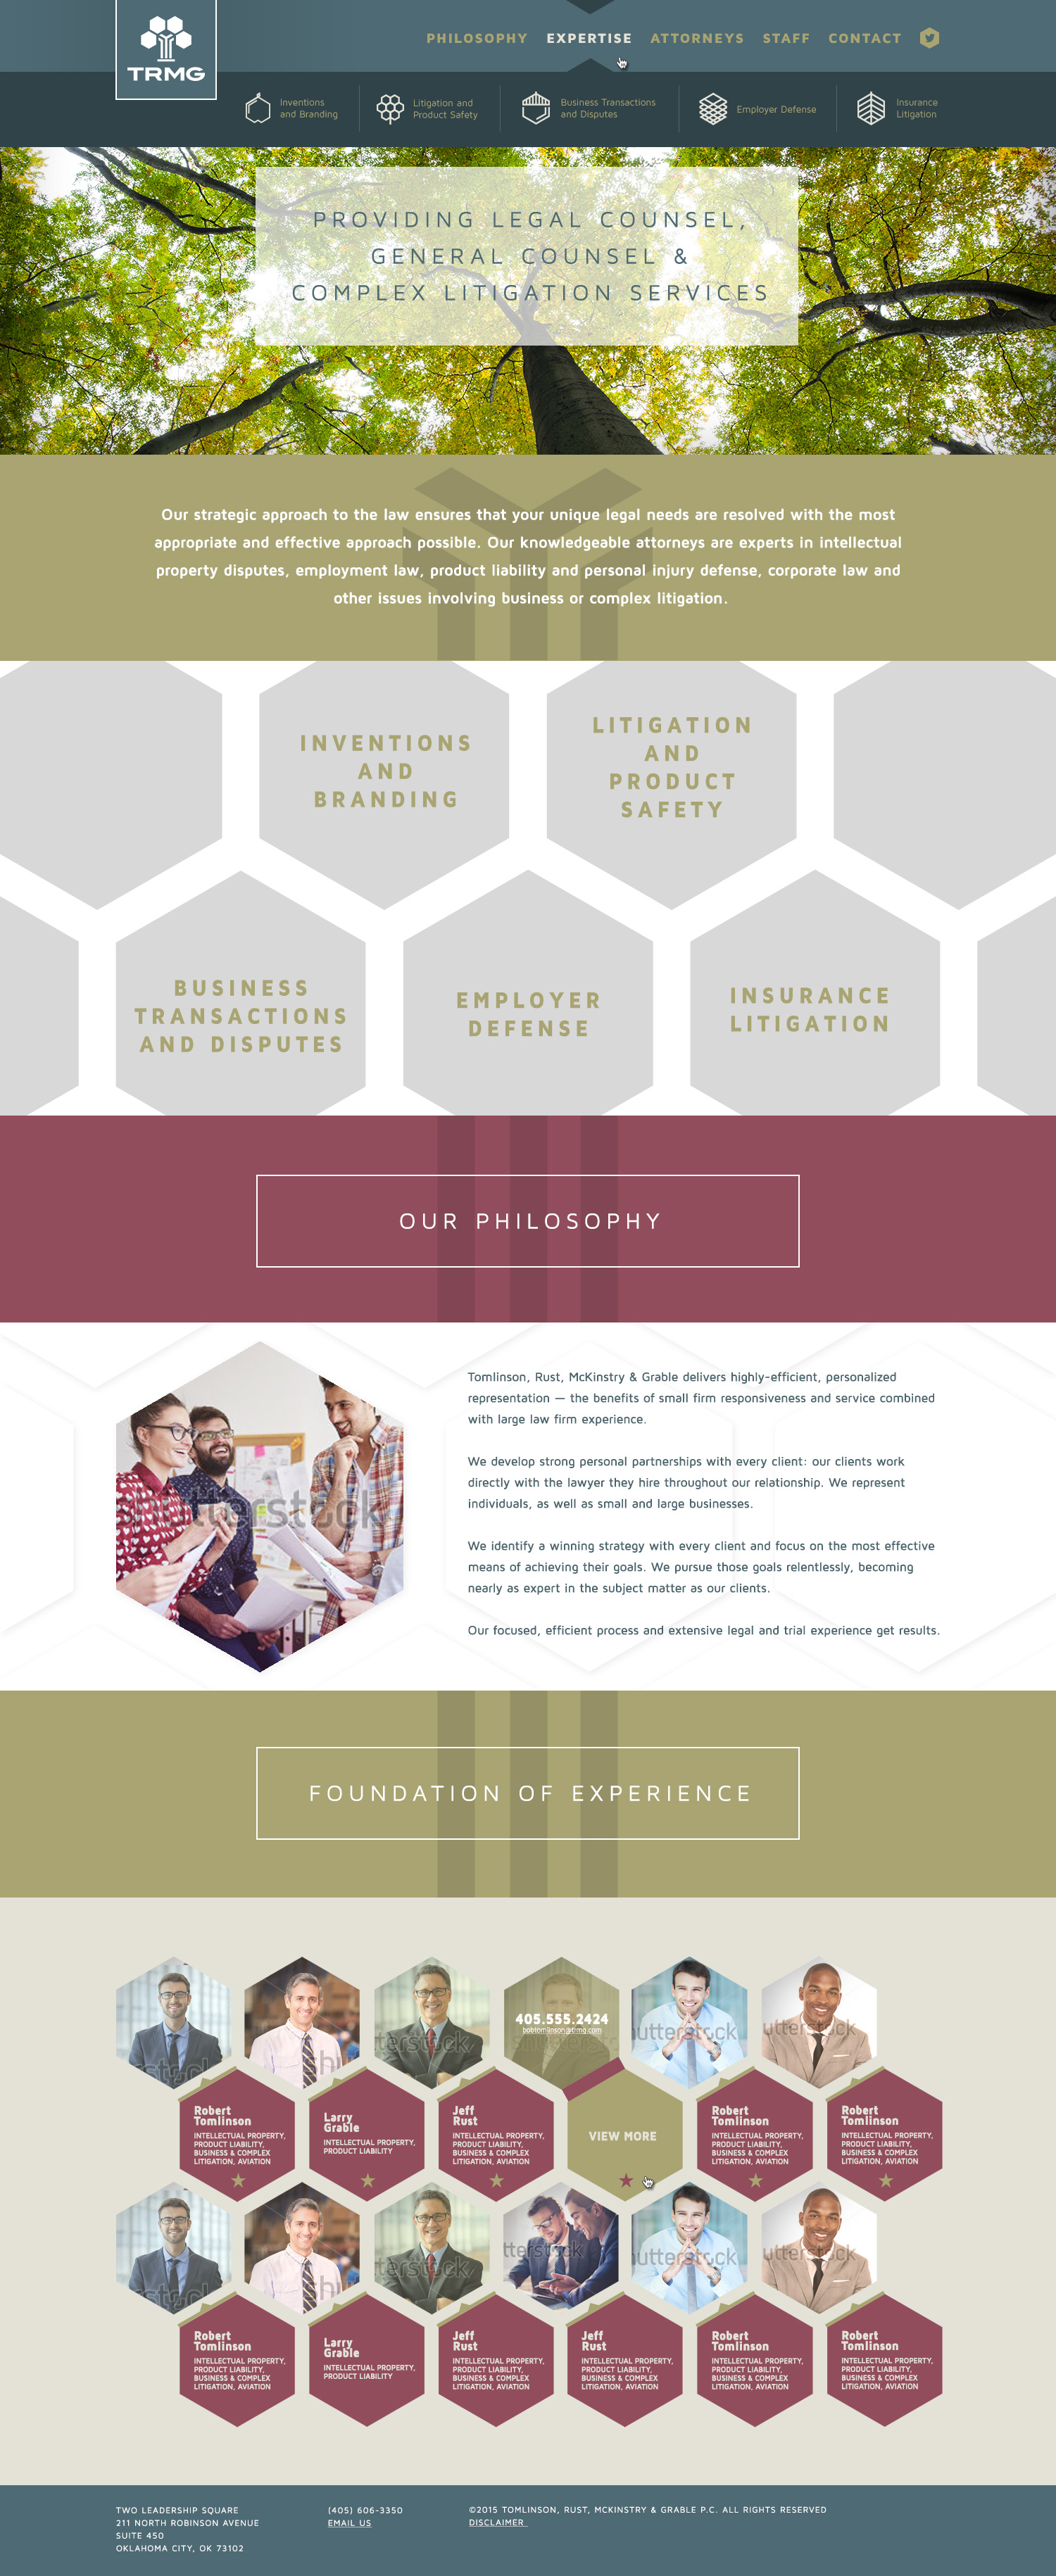 TRMG
PHILOSOPHY EXPERTISE ATTORNEYS STAFF CONTACT
Inventions
and Branding
Litigation and
Product Safety
Business Transactions
and Disputes
Employer Defense
Insurance
Litigation
PROVIDING LEGAL COUNSEL,
GENERAL COUNSEL &
COMPLEX LITIGATION SERVICES
Our strategic approach to the law ensures that your unique legal needs are resolved with the most
appropriate and effective approach possible. Our knowledgeable attorneys are experts in intellectual
property disputes, employment law, product liability and personal injury defense, corporate law and
other issues involving business or complex litigation.
INVENTIONS
AND
BRANDING
LITIGATION
AND
PRODUCT
SAFETY
BUSINESS
TRANSACTIONS
AND DISPUTES
EMPLOYER
DEFENSE
INSURANCE
LITIGATION
OUR PHILOSOPHY
shutterstock
Tomlinson, Rust, McKinstry & Grable delivers highly-efficient, personalized
representation — the benefits of small firm responsiveness and service combined
with large law firm experience.
We develop strong personal partnerships with every client: our clients work
directly with the lawyer they hire throughout our relationship. We represent
individuals, as well as small and large businesses.
We identify a winning strategy with every client and focus on the most effective
means of achieving their goals. We pursue those goals relentlessly, becoming
nearly as expert in the subject matter as our clients.
Our focused, efficient process and extensive legal and trial experience get results.
FOUNDATION OF EXPERIENCE
405.555.2424
bobtomlinson@trmg.com
Robert
Tomlinson
INTELLECTUAL PROPERTY,
PRODUCT LIABILITY,
BUSINESS & COMPLEX
LITIGATION, AVIATION
Larry
Grable
INTELLECTUAL PROPERTY,
PRODUCT LIABILITY
Jeff
Rust
INTELLECTUAL PROPERTY,
PRODUCT LIABILITY,
BUSINESS & COMPLEX
LITIGATION, AVIATION
VIEW MORE
Robert
Tomlinson
INTELLECTUAL PROPERTY,
PRODUCT LIABILITY,
BUSINESS & COMPLEX
LITIGATION, AVIATION
Robert
Tomlinson
INTELLECTUAL PROPERTY,
PRODUCT LIABILITY,
BUSINESS & COMPLEX
LITIGATION, AVIATION
Robert
Tomlinson
INTELLECTUAL PROPERTY,
PRODUCT LIABILITY,
BUSINESS & COMPLEX
LITIGATION, AVIATION
Larry
Grable
INTELLECTUAL PROPERTY,
PRODUCT LIABILITY
Jeff
Rust
INTELLECTUAL PROPERTY,
PRODUCT LIABILITY,
BUSINESS & COMPLEX
LITIGATION, AVIATION
Jeff
Rust
INTELLECTUAL PROPERTY,
PRODUCT LIABILITY,
BUSINESS & COMPLEX
LITIGATION, AVIATION
Robert
Tomlinson
INTELLECTUAL PROPERTY,
PRODUCT LIABILITY,
BUSINESS & COMPLEX
LITIGATION, AVIATION
Robert
Tomlinson
INTELLECTUAL PROPERTY,
PRODUCT LIABILITY,
BUSINESS & COMPLEX
LITIGATION, AVIATION
TWO LEADERSHIP SQUARE
211 NORTH ROBINSON AVENUE
SUITE 450
OKLAHOMA CITY, OK 73102
(405) 606-3350
EMAIL US
©2015 TOMLINSON, RUST, MCKINSTRY & GRABLE P.C. ALL RIGHTS RESERVED
DISCLAIMER